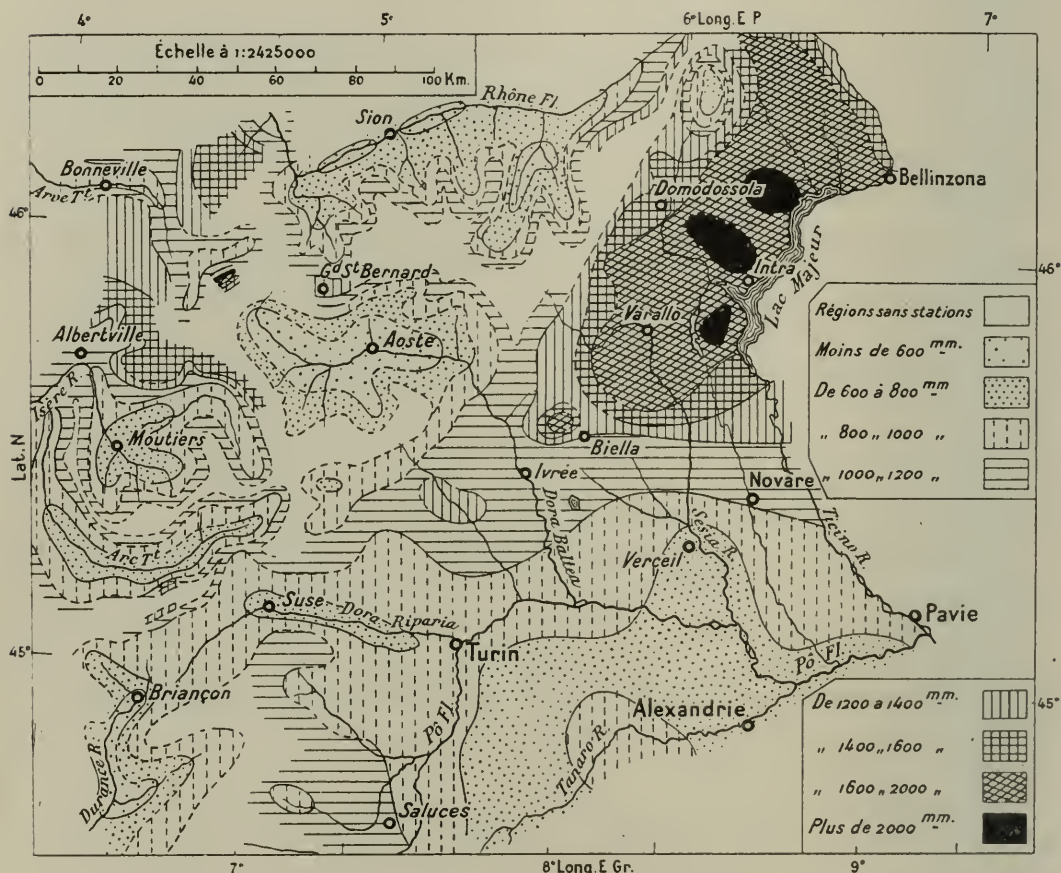 4° 5° 6° Long. E P 7°
Échelle à 1:2425000
0 20 40 60 80 100 Km.
Rhône Fl.
Sion
Bonneville
Arve Tt
Bellinzona
Domodossola
46°
Gd St Bernard
Intra
46°
Lac Majeur
Varallo
Albertville
Aoste
Isère R.
Moutiers
Biella
Lat. N
Ivrée
Novare
Arc Tt
Dora Baltea
Sesia R.
Ticino R.
Verceil
Suse
Dora-Riparia
Pavie
Turin
45°
Pô Fl.
Briançon
Alexandrie
45°
Pô Fl.
Tanaro R.
Durance R
Saluces
Régions sans stations
Moins de 600 mm.
De 600 à 800 mm
„ 800 „ 1000 „
„ 1000 „ 1200 „
De 1200 a 1400 mm.
„ 1400 „ 1600 „
„ 1600 „ 2000 „
Plus de 2000 mm.
7° 8° Long. E Gr. 9°